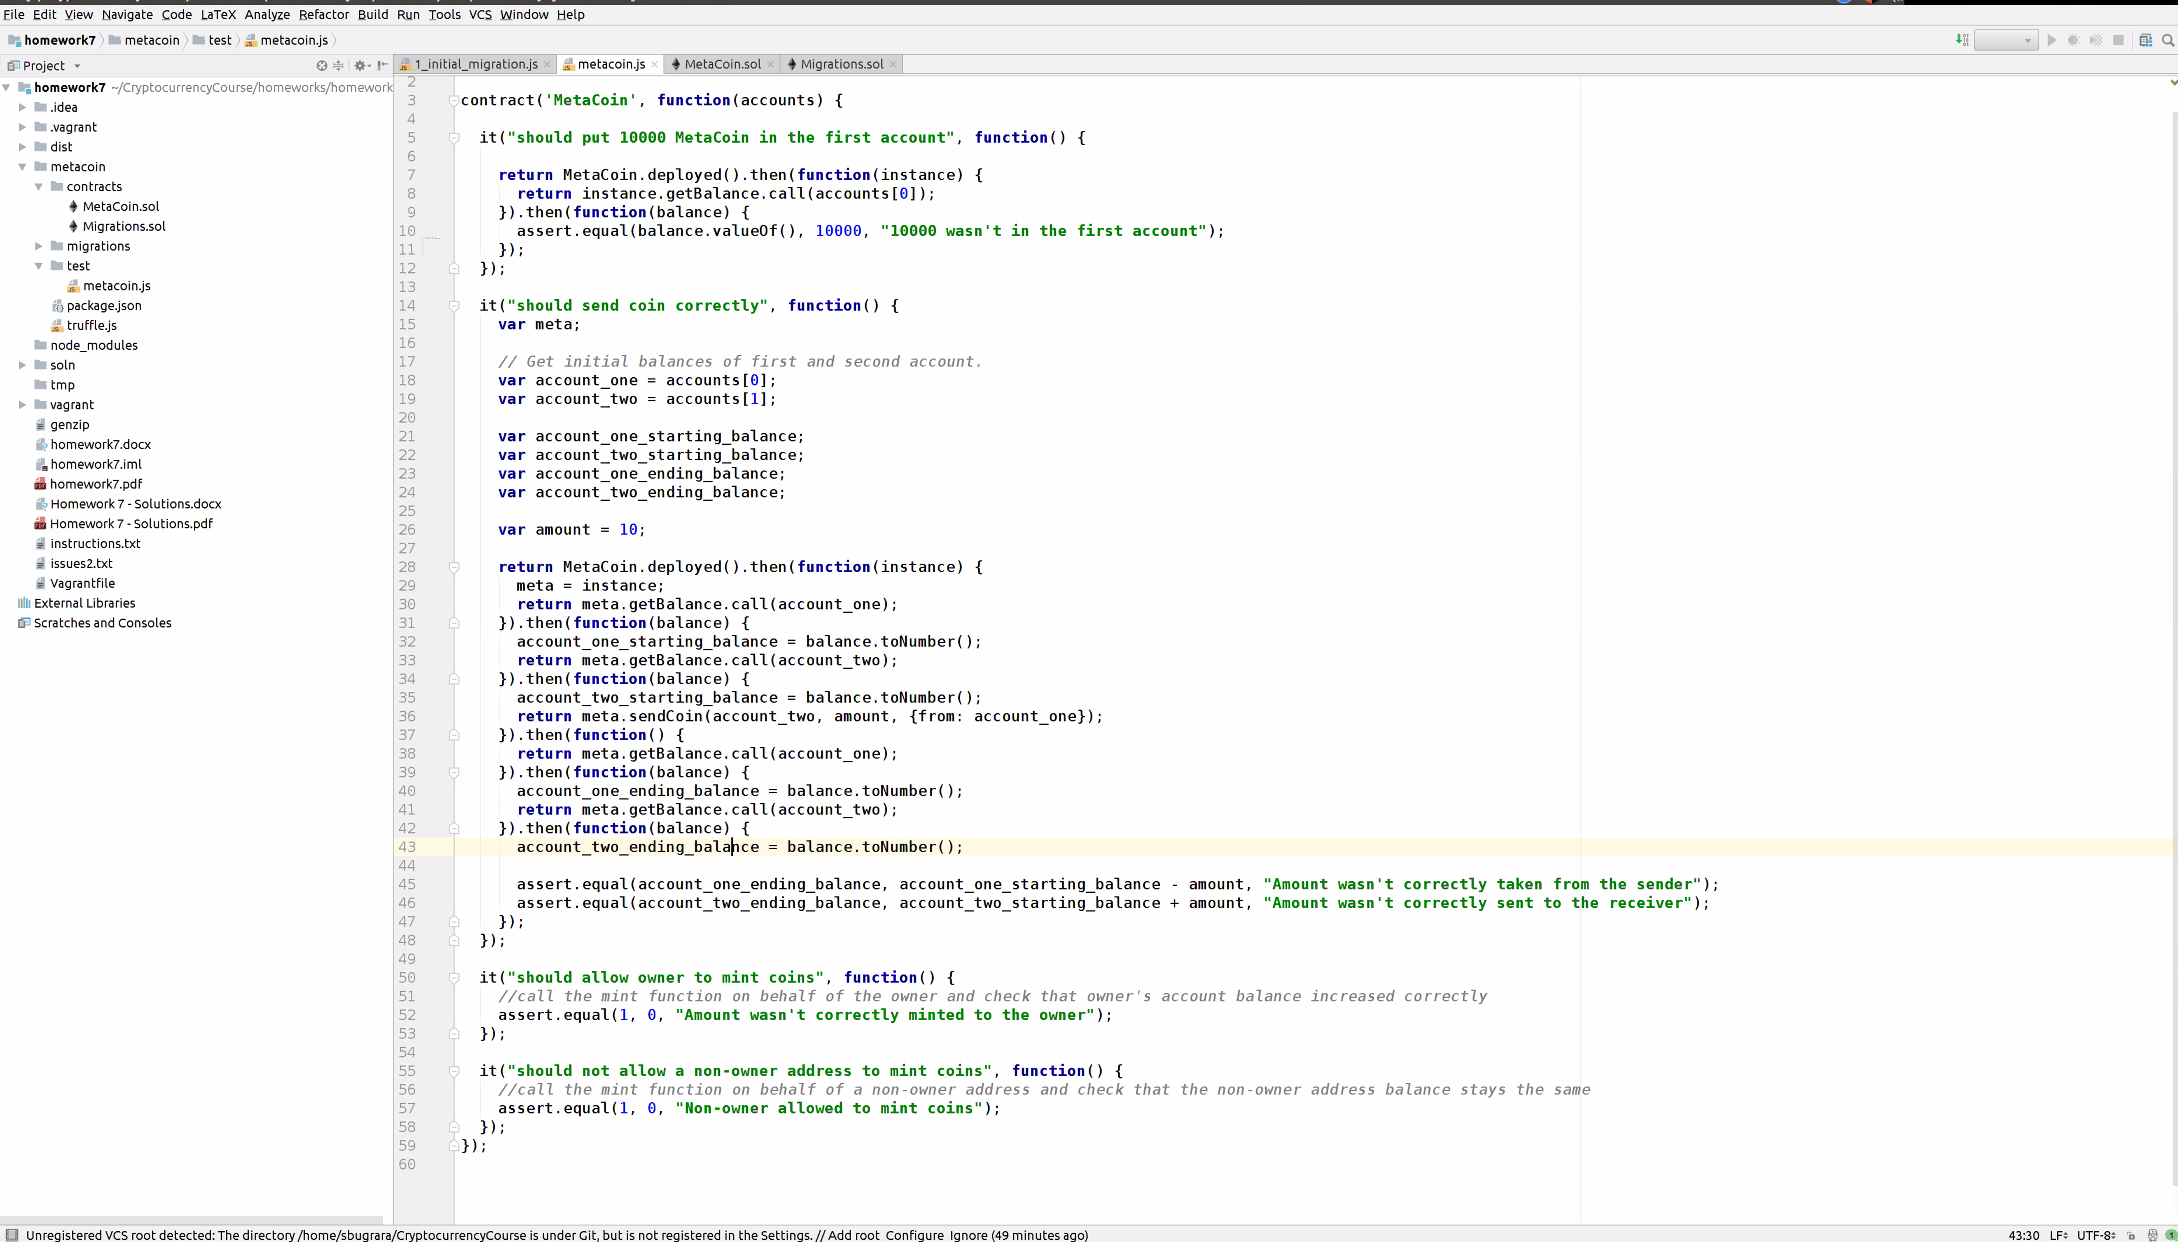 File Edit View Navigate Code LaTeX Analyze Refactor Build Run Tools VCS Window Help
homework7 metacoin test metacoin.js
Project
1_initial_migration.js metacoin.js MetaCoin.sol Migrations.sol
homework7 ~/CryptocurrencyCourse/homeworks/homework
.idea
.vagrant
dist
metacoin
contracts
MetaCoin.sol
Migrations.sol
migrations
test
metacoin.js
package.json
truffle.js
node_modules
soln
tmp
vagrant
genzip
homework7.docx
homework7.iml
homework7.pdf
Homework 7 - Solutions.docx
Homework 7 - Solutions.pdf
instructions.txt
issues2.txt
Vagrantfile
External Libraries
Scratches and Consoles
2
3 contract('MetaCoin', function(accounts) {
4
5 it("should put 10000 MetaCoin in the first account", function() {
6
7 return MetaCoin.deployed().then(function(instance) {
8 return instance.getBalance.call(accounts[0]);
9 }).then(function(balance) {
10 assert.equal(balance.valueOf(), 10000, "10000 wasn't in the first account");
11 });
12 });
13
14 it("should send coin correctly", function() {
15 var meta;
16
17 // Get initial balances of first and second account.
18 var account_one = accounts[0];
19 var account_two = accounts[1];
20
21 var account_one_starting_balance;
22 var account_two_starting_balance;
23 var account_one_ending_balance;
24 var account_two_ending_balance;
25
26 var amount = 10;
27
28 return MetaCoin.deployed().then(function(instance) {
29 meta = instance;
30 return meta.getBalance.call(account_one);
31 }).then(function(balance) {
32 account_one_starting_balance = balance.toNumber();
33 return meta.getBalance.call(account_two);
34 }).then(function(balance) {
35 account_two_starting_balance = balance.toNumber();
36 return meta.sendCoin(account_two, amount, {from: account_one});
37 }).then(function() {
38 return meta.getBalance.call(account_one);
39 }).then(function(balance) {
40 account_one_ending_balance = balance.toNumber();
41 return meta.getBalance.call(account_two);
42 }).then(function(balance) {
43 account_two_ending_balance = balance.toNumber();
44
45 assert.equal(account_one_ending_balance, account_one_starting_balance - amount, "Amount wasn't correctly taken from the sender");
46 assert.equal(account_two_ending_balance, account_two_starting_balance + amount, "Amount wasn't correctly sent to the receiver");
47 });
48 });
49
50 it("should allow owner to mint coins", function() {
51 //call the mint function on behalf of the owner and check that owner's account balance increased correctly
52 assert.equal(1, 0, "Amount wasn't correctly minted to the owner");
53 });
54
55 it("should not allow a non-owner address to mint coins", function() {
56 //call the mint function on behalf of a non-owner address and check that the non-owner address balance stays the same
57 assert.equal(1, 0, "Non-owner allowed to mint coins");
58 });
59 });
60
Unregistered VCS root detected: The directory /home/sbugrara/CryptocurrencyCourse is under Git, but is not registered in the Settings. // Add root Configure Ignore (49 minutes ago) 43:30 LF UTF-8 1